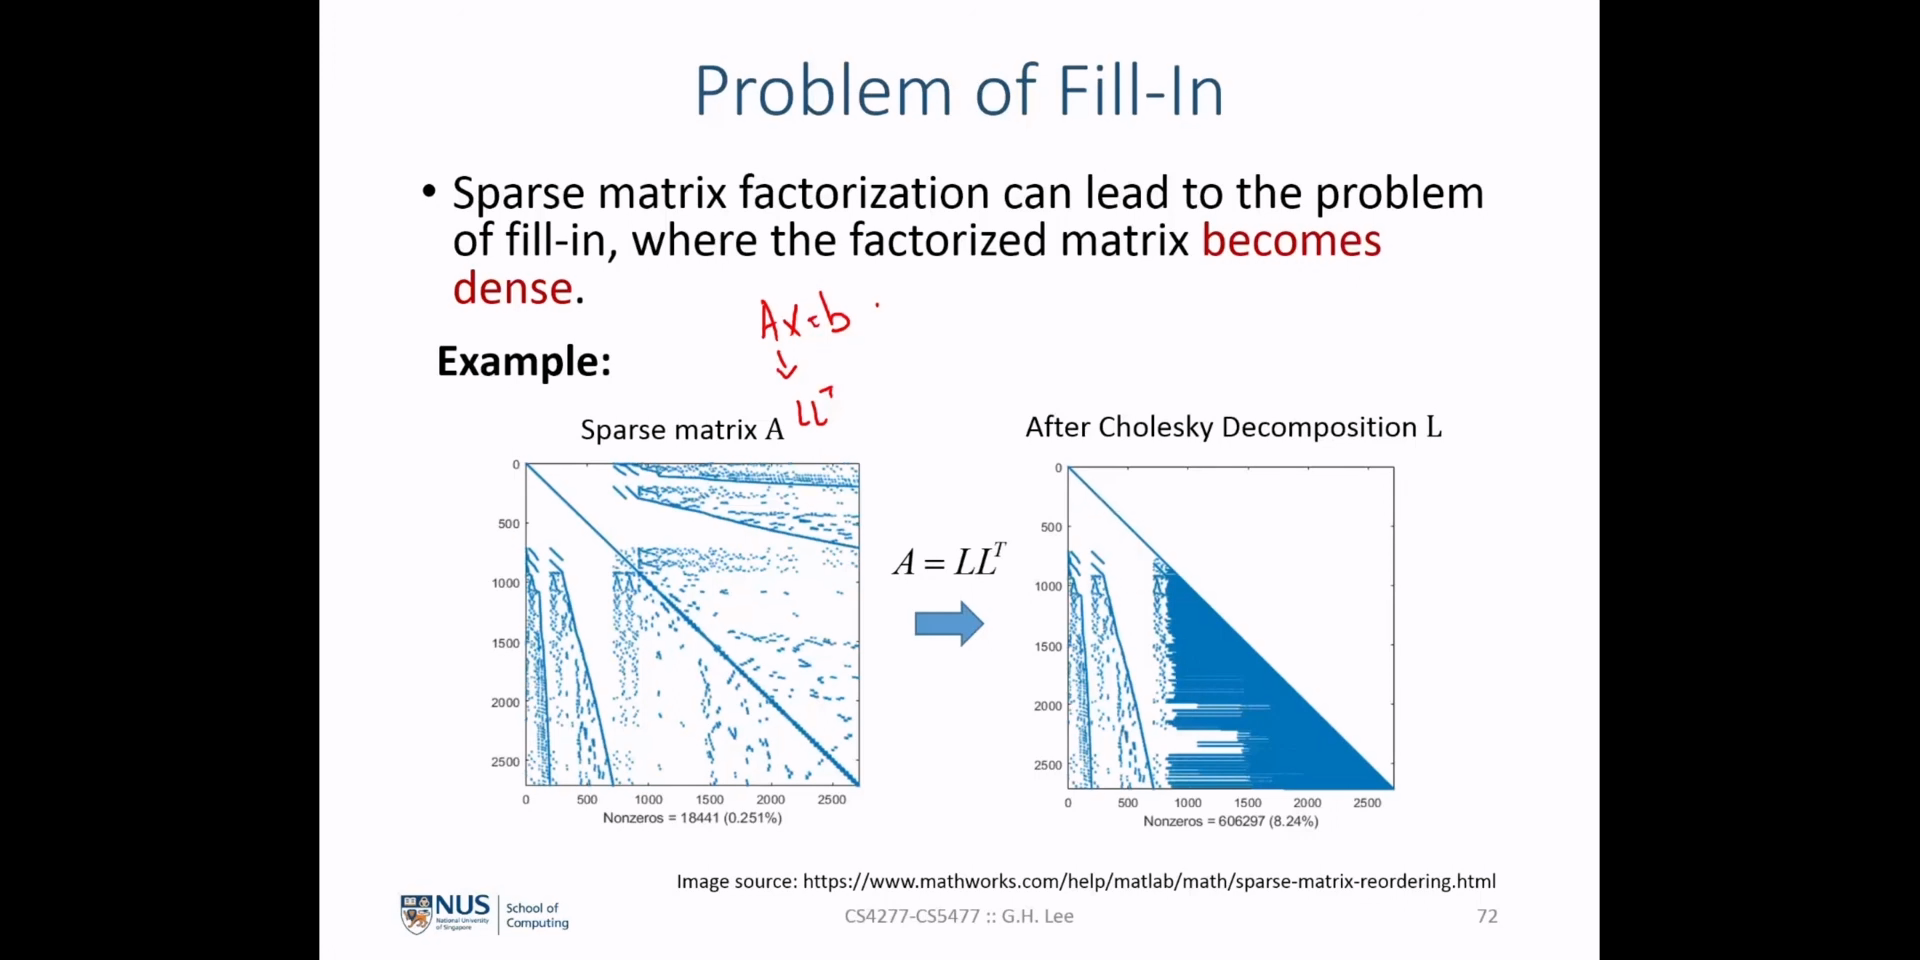 Problem of Fill-In
• Sparse matrix factorization can lead to the problem
of fill-in, where the factorized matrix becomes
dense.
Ax=b
Example:
LLᵀ
Sparse matrix A
After Cholesky Decomposition L
0
500
1000
1500
2000
2500
0 500 1000 1500 2000 2500
Nonzeros = 18441 (0.251%)
A = LLᵀ
0
500
1000
1500
2000
2500
0 500 1000 1500 2000 2500
Nonzeros = 606297 (8.24%)
Image source: https://www.mathworks.com/help/matlab/math/sparse-matrix-reordering.html
NUS
National University
of Singapore
School of
Computing
CS4277-CS5477 :: G.H. Lee
72